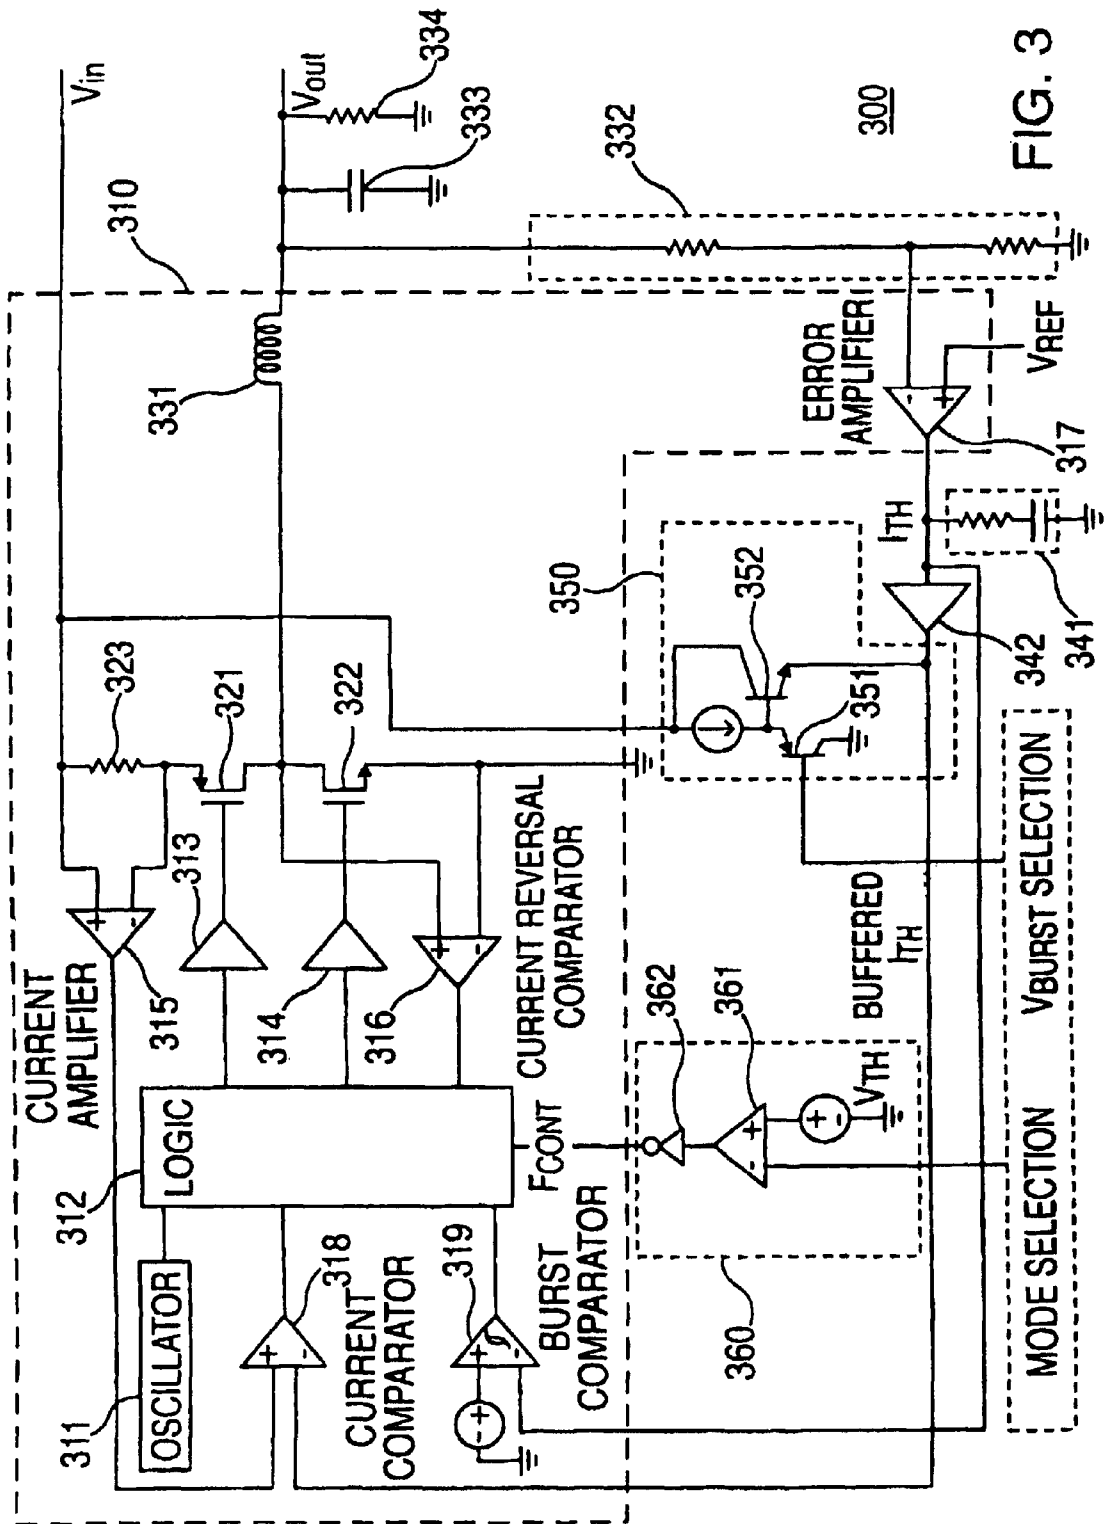 310
Vin
Vout
334
333
332
331
323
321
322
CURRENT
AMPLIFIER
315
313
314
316
CURRENT REVERSAL
COMPARATOR
312
LOGIC
311
OSCILLATOR
318
CURRENT
COMPARATOR
319
BURST
COMPARATOR
FCONT
362
361
VTH
360
350
352
351
BUFFERED
ITH
ITH
342
341
317
ERROR
AMPLIFIER
VREF
MODE SELECTION
VBURST SELECTION
300
FIG. 3
+
-
+
-
+
-
+
-
+
-
+
-
+
-
+
-